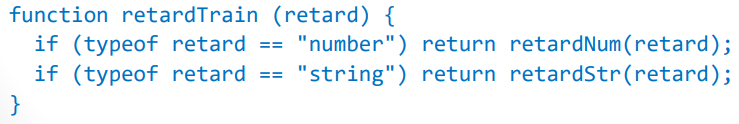 function retardTrain (retard) {
  if (typeof retard == "number") return retardNum(retard);
  if (typeof retard == "string") return retardStr(retard);
}